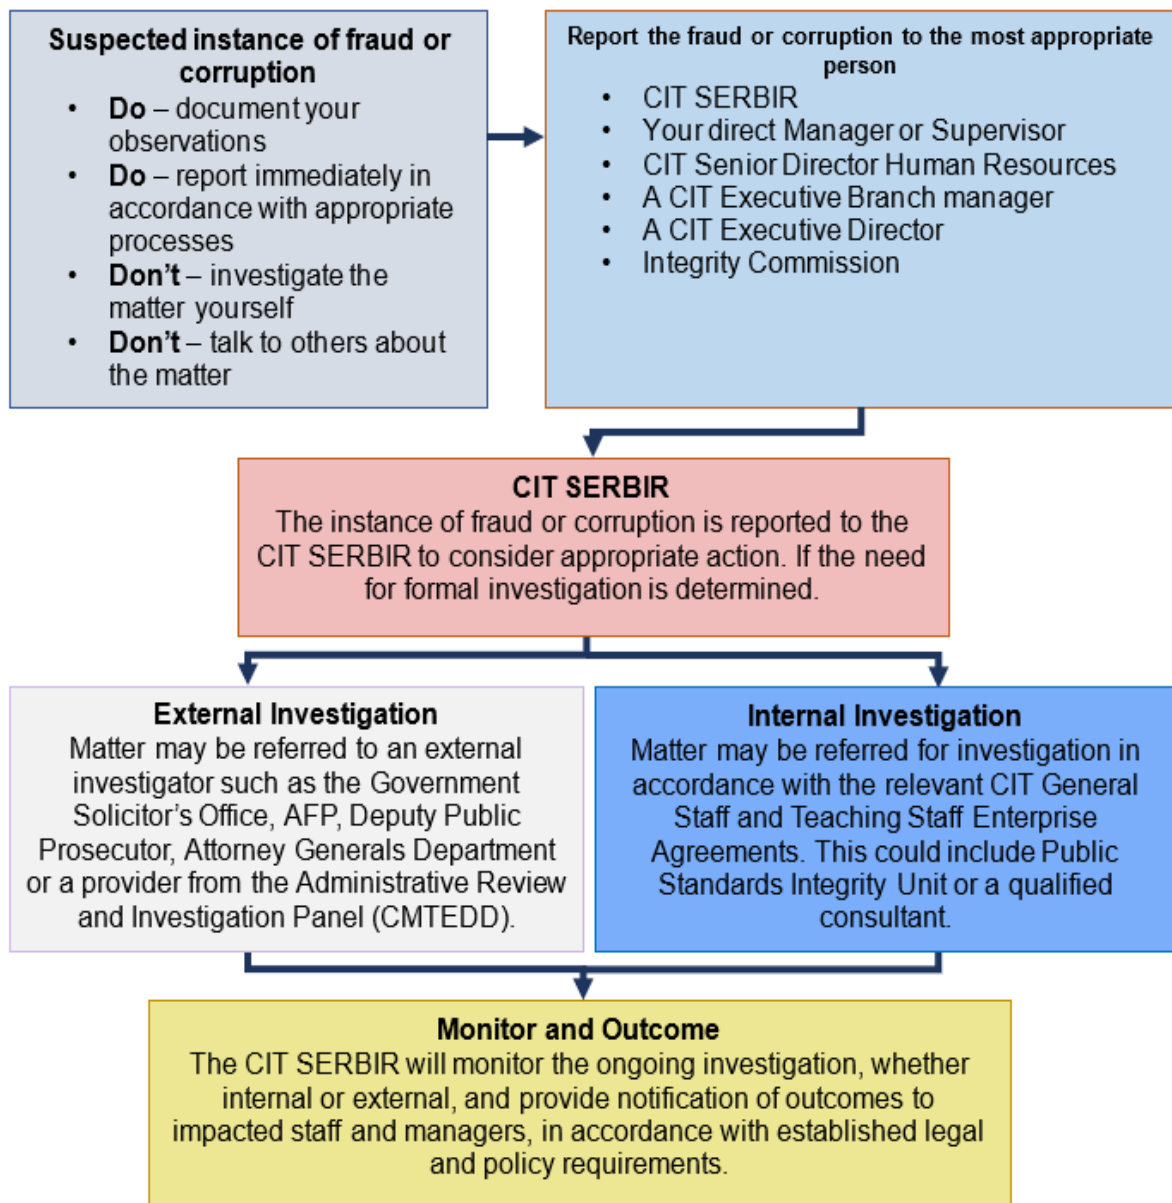 Suspected instance of fraud or
corruption
• Do – document your
observations
• Do – report immediately in
accordance with appropriate
processes
• Don’t – investigate the
matter yourself
• Don’t – talk to others about
the matter
Report the fraud or corruption to the most appropriate
person
• CIT SERBIR
• Your direct Manager or Supervisor
• CIT Senior Director Human Resources
• A CIT Executive Branch manager
• A CIT Executive Director
• Integrity Commission
CIT SERBIR
The instance of fraud or corruption is reported to the
CIT SERBIR to consider appropriate action. If the need
for formal investigation is determined.
External Investigation
Matter may be referred to an external
investigator such as the Government
Solicitor’s Office, AFP, Deputy Public
Prosecutor, Attorney Generals Department
or a provider from the Administrative Review
and Investigation Panel (CMTEDD).
Internal Investigation
Matter may be referred for investigation in
accordance with the relevant CIT General
Staff and Teaching Staff Enterprise
Agreements. This could include Public
Standards Integrity Unit or a qualified
consultant.
Monitor and Outcome
The CIT SERBIR will monitor the ongoing investigation, whether
internal or external, and provide notification of outcomes to
impacted staff and managers, in accordance with established legal
and policy requirements.